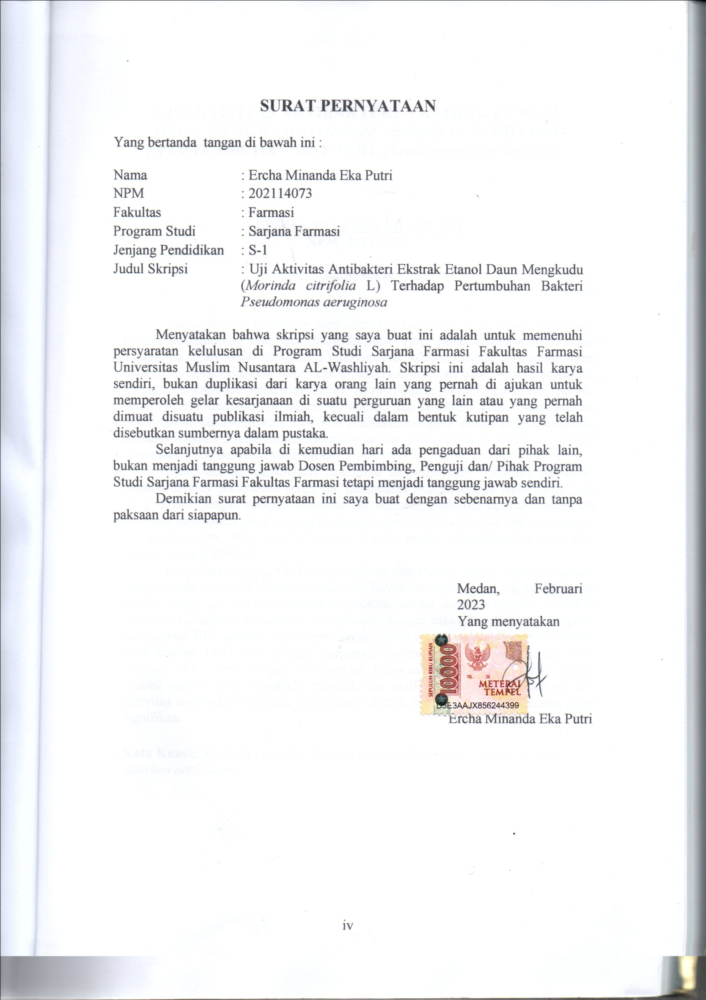 SURAT PERNYATAAN
Yang bertanda tangan di bawah ini :
Nama : Ercha Minanda Eka Putri
NPM : 202114073
Fakultas : Farmasi
Program Studi : Sarjana Farmasi
Jenjang Pendidikan : S-1
Judul Skripsi : Uji Aktivitas Antibakteri Ekstrak Etanol Daun Mengkudu
(Morinda citrifolia L) Terhadap Pertumbuhan Bakteri
Pseudomonas aeruginosa
Menyatakan bahwa skripsi yang saya buat ini adalah untuk memenuhi
persyaratan kelulusan di Program Studi Sarjana Farmasi Fakultas Farmasi
Universitas Muslim Nusantara AL-Washliyah. Skripsi ini adalah hasil karya
sendiri, bukan duplikasi dari karya orang lain yang pernah di ajukan untuk
memperoleh gelar kesarjanaan di suatu perguruan yang lain atau yang pernah
dimuat disuatu publikasi ilmiah, kecuali dalam bentuk kutipan yang telah
disebutkan sumbernya dalam pustaka.
Selanjutnya apabila di kemudian hari ada pengaduan dari pihak lain,
bukan menjadi tanggung jawab Dosen Pembimbing, Penguji dan/ Pihak Program
Studi Sarjana Farmasi Fakultas Farmasi tetapi menjadi tanggung jawab sendiri.
Demikian surat pernyataan ini saya buat dengan sebenarnya dan tanpa
paksaan dari siapapun.
Medan, Februari
2023
Yang menyatakan
SEPULUH RIBU RUPIAH
10000
TGL. 20
METERAI
TEMPEL
D5E3AAJX856244399
Ercha Minanda Eka Putri
iv